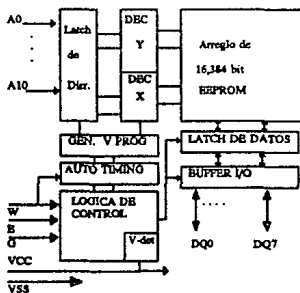 A0
A10
Latch
de
Dirr.
DEC
Y
DEC
X
Arreglo de
16,384 bit
EEPROM
GEN. V PROG
LATCH DE DATOS
AUTO TIMING
BUFFER I/O
LOGICA DE
CONTROL
V-det
W
E
G
VCC
VSS
DQ0
DQ7